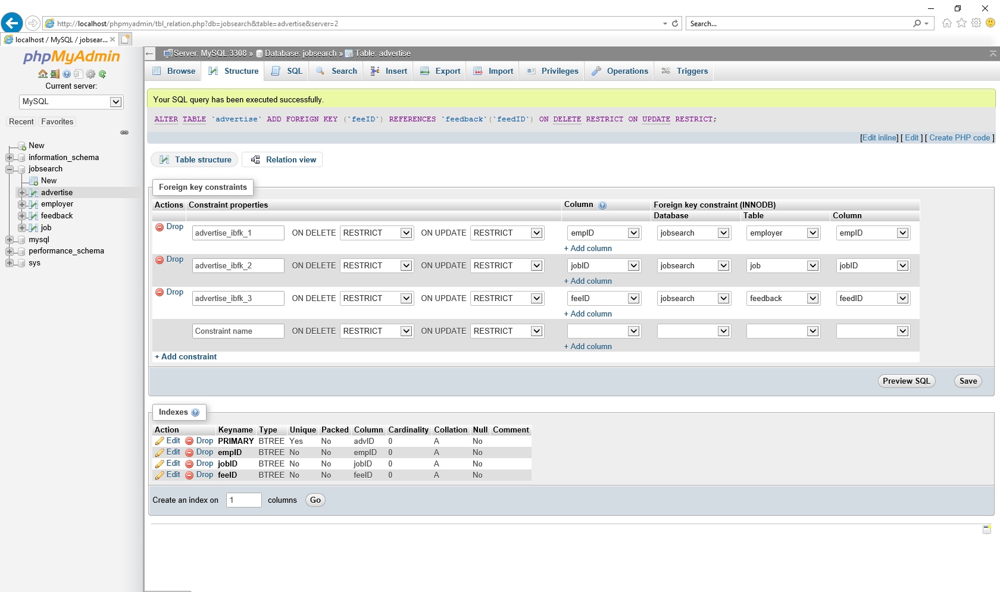 http://localhost/phpmyadmin/tbl_relation.php?db=jobsearch&table=advertise&server=2
Search...
localhost / MySQL / jobsear...
phpMyAdmin
Current server:
MySQL
Recent Favorites
New
information_schema
jobsearch
New
advertise
employer
feedback
job
mysql
performance_schema
sys
Server: MySQL:3308 » Database: jobsearch » Table: advertise
Browse Structure SQL Search Insert Export Import Privileges Operations Triggers
Your SQL query has been executed successfully.
ALTER TABLE `advertise` ADD FOREIGN KEY (`feeID`) REFERENCES `feedback`(`feedID`) ON DELETE RESTRICT ON UPDATE RESTRICT;
[Edit inline] [ Edit ] [ Create PHP code ]
Table structure Relation view
Foreign key constraints
Actions Constraint properties Column Foreign key constraint (INNODB)
Database Table Column
Drop advertise_ibfk_1 ON DELETE RESTRICT ON UPDATE RESTRICT empID jobsearch employer empID
+ Add column
Drop advertise_ibfk_2 ON DELETE RESTRICT ON UPDATE RESTRICT jobID jobsearch job jobID
+ Add column
Drop advertise_ibfk_3 ON DELETE RESTRICT ON UPDATE RESTRICT feeID jobsearch feedback feedID
+ Add column
Constraint name ON DELETE RESTRICT ON UPDATE RESTRICT
+ Add column
+ Add constraint
Preview SQL Save
Indexes
Action Keyname Type Unique Packed Column Cardinality Collation Null Comment
Edit Drop PRIMARY BTREE Yes No advID 0 A No
Edit Drop empID BTREE No No empID 0 A No
Edit Drop jobID BTREE No No jobID 0 A No
Edit Drop feeID BTREE No No feeID 0 A No
Create an index on 1 columns Go